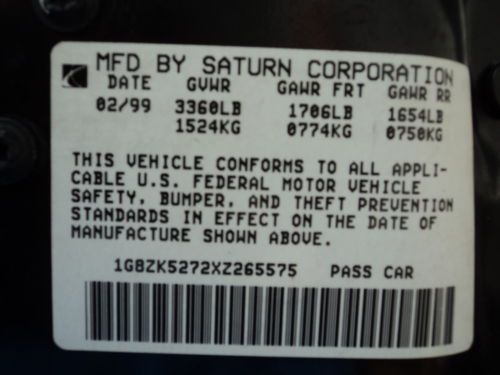 MFD BY SATURN CORPORATION
DATE GVWR GAWR FRT GAWR RR
02/99 3360LB 1706LB 1654LB
1524KG 0774KG 0750KG
THIS VEHICLE CONFORMS TO ALL APPLI-
CABLE U.S. FEDERAL MOTOR VEHICLE
SAFETY, BUMPER, AND THEFT PREVENTION
STANDARDS IN EFFECT ON THE DATE OF
MANUFACTURE SHOWN ABOVE.
1G8ZK5272XZ265575 PASS CAR